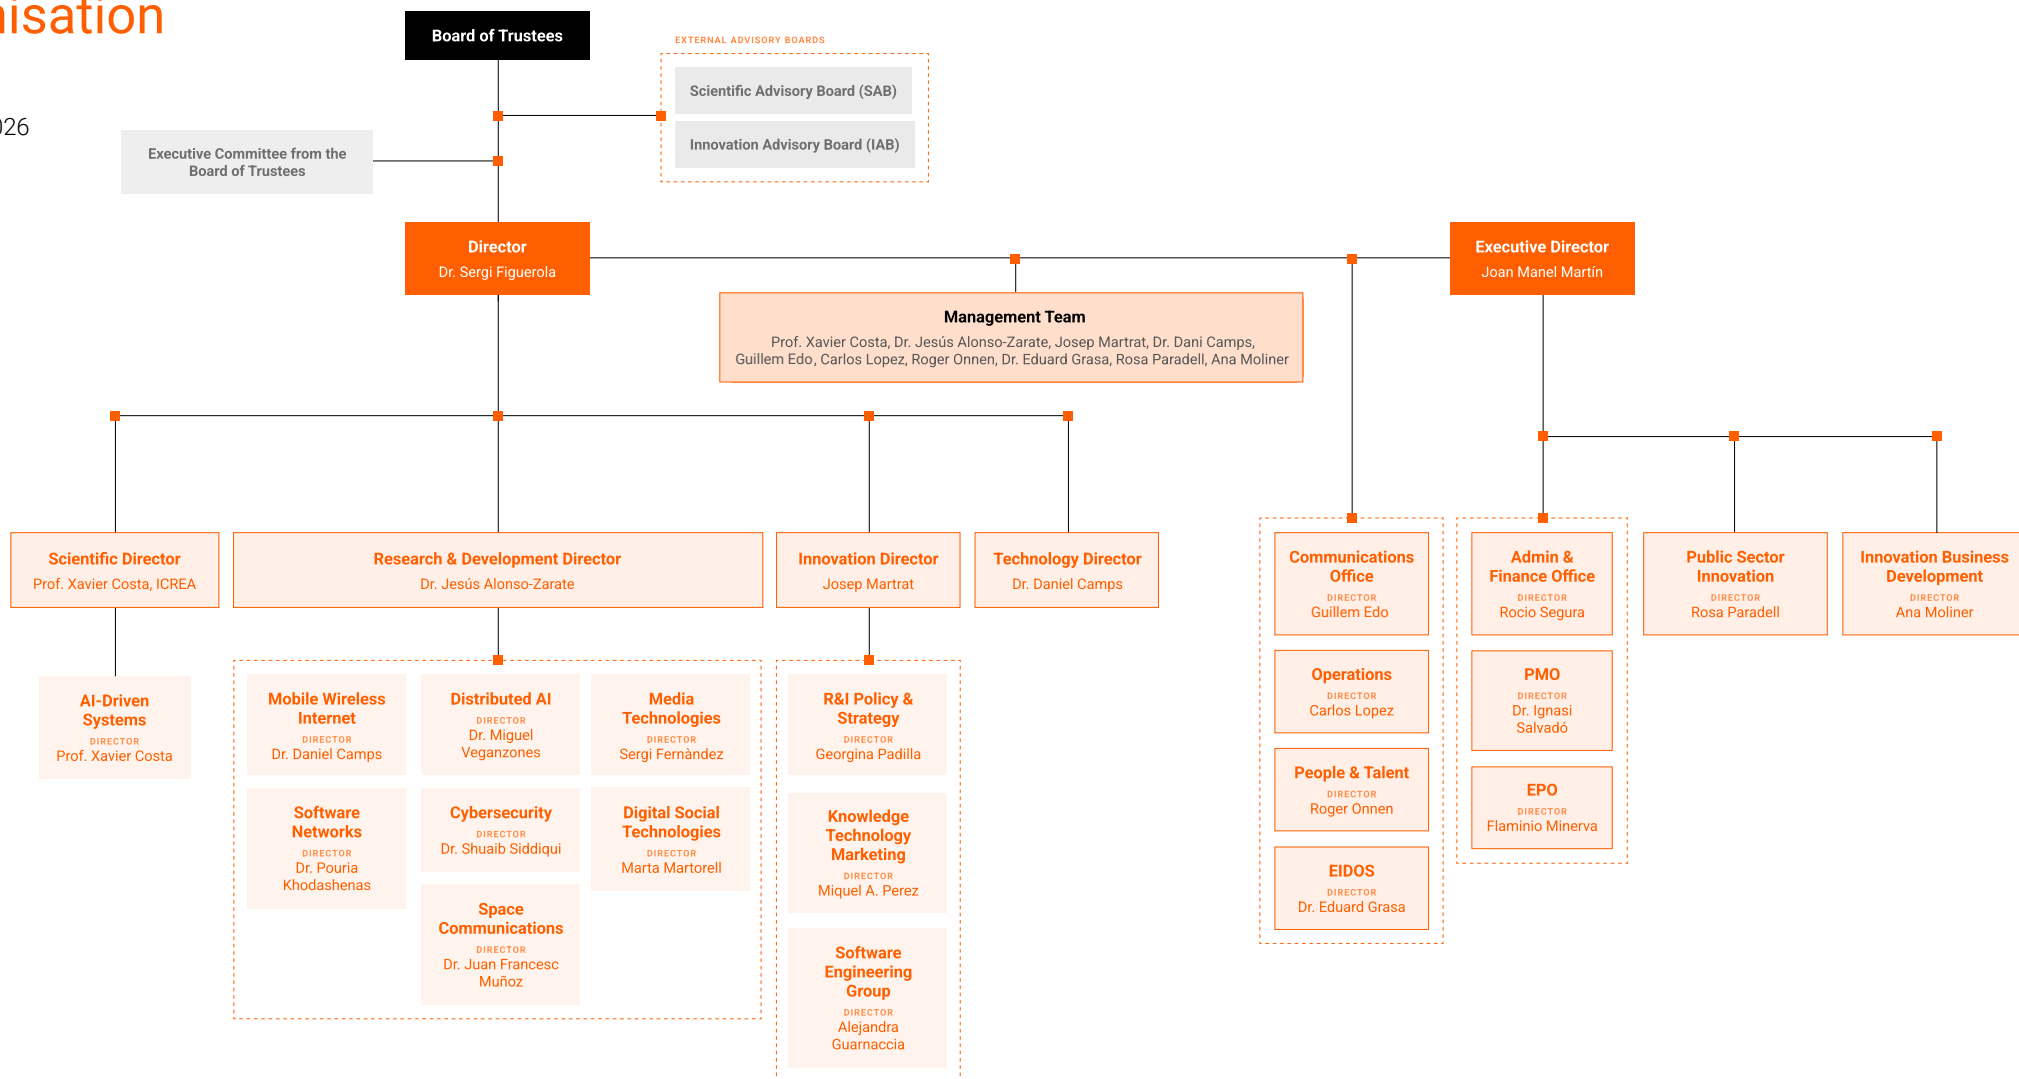 nisation
026
Board of Trustees
EXTERNAL ADVISORY BOARDS
Scientific Advisory Board (SAB)
Innovation Advisory Board (IAB)
Executive Committee from the
Board of Trustees
Director
Dr. Sergi Figuerola
Executive Director
Joan Manel Martín
Management Team
Prof. Xavier Costa, Dr. Jesús Alonso-Zarate, Josep Martrat, Dr. Dani Camps,
Guillem Edo, Carlos Lopez, Roger Onnen, Dr. Eduard Grasa, Rosa Paradell, Ana Moliner
Scientific Director
Prof. Xavier Costa, ICREA
Research & Development Director
Dr. Jesús Alonso-Zarate
Innovation Director
Josep Martrat
Technology Director
Dr. Daniel Camps
Communications
Office
DIRECTOR
Guillem Edo
Admin &
Finance Office
DIRECTOR
Rocio Segura
Public Sector
Innovation
DIRECTOR
Rosa Paradell
Innovation Business
Development
DIRECTOR
Ana Moliner
Operations
DIRECTOR
Carlos Lopez
PMO
DIRECTOR
Dr. Ignasi
Salvadó
People & Talent
DIRECTOR
Roger Onnen
EPO
DIRECTOR
Flaminio Minerva
EIDOS
DIRECTOR
Dr. Eduard Grasa
AI-Driven
Systems
DIRECTOR
Prof. Xavier Costa
Mobile Wireless
Internet
DIRECTOR
Dr. Daniel Camps
Distributed AI
DIRECTOR
Dr. Miguel
Veganzones
Media
Technologies
DIRECTOR
Sergi Fernàndez
Software
Networks
DIRECTOR
Dr. Pouria
Khodashenas
Cybersecurity
DIRECTOR
Dr. Shuaib Siddiqui
Digital Social
Technologies
DIRECTOR
Marta Martorell
Space
Communications
DIRECTOR
Dr. Juan Francesc
Muñoz
R&I Policy &
Strategy
DIRECTOR
Georgina Padilla
Knowledge
Technology
Marketing
DIRECTOR
Miquel A. Perez
Software
Engineering
Group
DIRECTOR
Alejandra
Guarnaccia